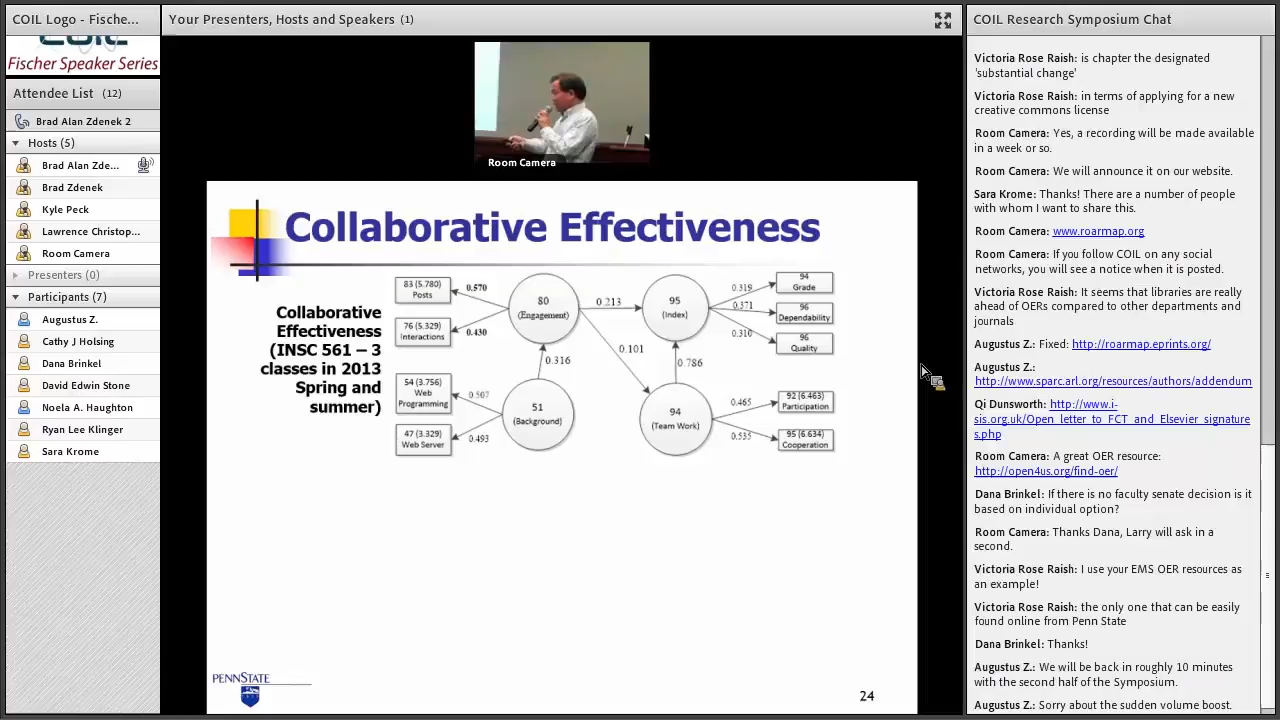 COIL Logo - Fische...
Fischer Speaker Series
Attendee List (12)
Brad Alan Zdenek 2
Hosts (5)
Brad Alan Zde...
Brad Zdenek
Kyle Peck
Lawrence Christop...
Room Camera
Presenters (0)
Participants (7)
Augustus Z.
Cathy J Holsing
Dana Brinkel
David Edwin Stone
Noela A. Haughton
Ryan Lee Klinger
Sara Krome
Your Presenters, Hosts and Speakers (1)
Room Camera
Collaborative Effectiveness
Collaborative
Effectiveness
(INSC 561 – 3
classes in 2013
Spring and
summer)
83 (5.780)
Posts
0.570
76 (5.329)
Interactions
0.430
80
(Engagement)
0.213
95
(Index)
0.319
94
Grade
0.371
96
Dependability
0.310
96
Quality
0.316
0.101
0.786
54 (3.756)
Web
Programming
0.507
47 (3.329)
Web Server
0.493
51
(Background)
94
(Team Work)
0.465
92 (6.463)
Participation
0.535
95 (6.634)
Cooperation
PENNSTATE
24
COIL Research Symposium Chat
Victoria Rose Raish: is chapter the designated
'substantial change'
Victoria Rose Raish: in terms of applying for a new
creative commons license
Room Camera: Yes, a recording will be made available
in a week or so.
Room Camera: We will announce it on our website.
Sara Krome: Thanks! There are a number of people
with whom I want to share this.
Room Camera: www.roarmap.org
Room Camera: If you follow COIL on any social
networks, you will see a notice when it is posted.
Victoria Rose Raish: It seem that libraries are really
ahead of OERs compared to other departments and
journals
Augustus Z.: Fixed: http://roarmap.eprints.org/
Augustus Z.:
http://www.sparc.arl.org/resources/authors/addendum
Qi Dunsworth: http://www.i-
sis.org.uk/Open_letter_to_FCT_and_Elsevier_signature
s.php
Room Camera: A great OER resource:
http://open4us.org/find-oer/
Dana Brinkel: If there is no faculty senate decision is it
based on individual option?
Room Camera: Thanks Dana, Larry will ask in a
second.
Victoria Rose Raish: I use your EMS OER resources as
an example!
Victoria Rose Raish: the only one that can be easily
found online from Penn State
Dana Brinkel: Thanks!
Augustus Z.: We will be back in roughly 10 minutes
with the second half of the Symposium.
Augustus Z.: Sorry about the sudden volume boost.